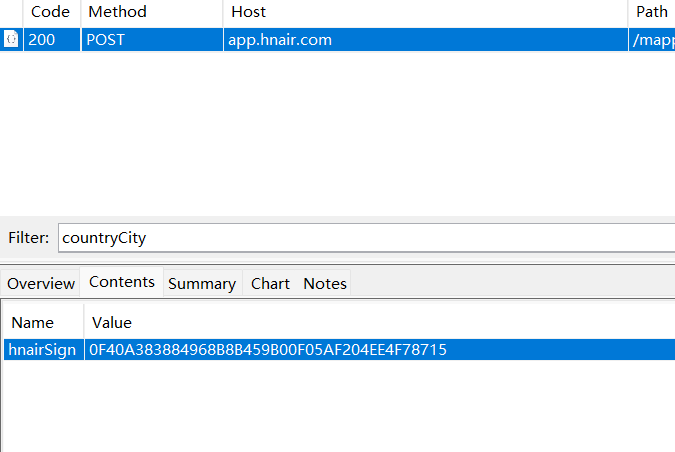 Code Method Host Path
200 POST app.hnair.com /mapp
Filter: countryCity
Overview Contents Summary Chart Notes
Name Value
hnairSign 0F40A383884968B8B459B00F05AF204EE4F78715